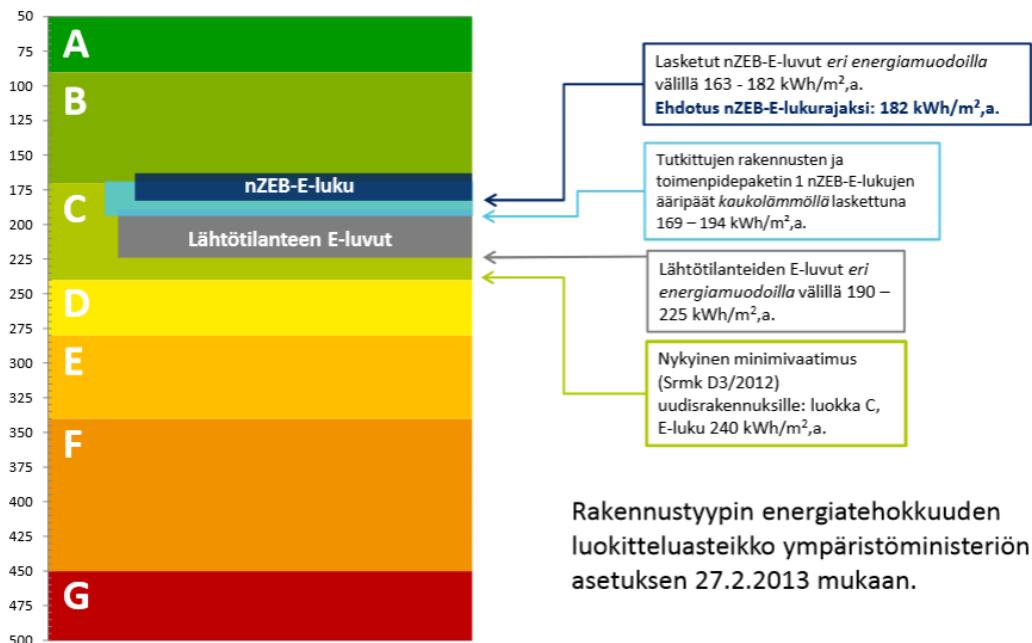 50
75
100
125
150
175
200
225
250
275
300
325
350
375
400
425
450
475
500
A
B
C
D
E
F
G
nZEB-E-luku
Lähtötilanteen E-luvut
Lasketut nZEB-E-luvut eri energiamuodoilla
välillä 163 - 182 kWh/m²,a.
Ehdotus nZEB-E-lukurajaksi: 182 kWh/m²,a.
Tutkittujen rakennusten ja
toimenpidepaketin 1 nZEB-E-lukujen
ääripäät kaukolämmöllä laskettuna
169 – 194 kWh/m²,a.
Lähtötilanteiden E-luvut eri
energiamuodoilla välillä 190 –
225 kWh/m²,a.
Nykyinen minimivaatimus
(Srmk D3/2012)
uudisrakennuksille: luokka C,
E-luku 240 kWh/m²,a.
Rakennustyypin energiatehokkuuden
luokitteluasteikko ympäristöministeriön
asetuksen 27.2.2013 mukaan.